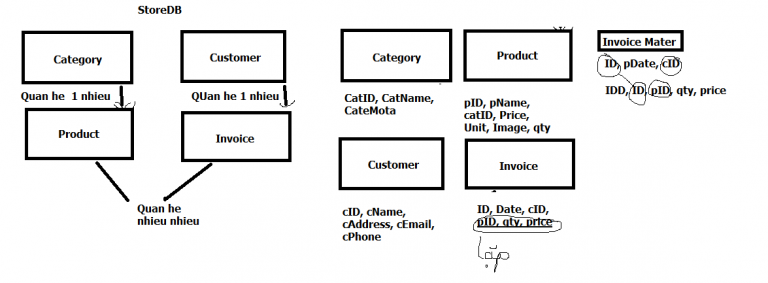 StoreDB
Category
Customer
Quan he 1 nhieu
QUan he 1 nhieu
Product
Invoice
Quan he
nhieu nhieu
Category
CatID, CatName,
CateMota
Product
pID, pName,
catID, Price,
Unit, Image, qty
Customer
cID, cName,
cAddress, cEmail,
cPhone
Invoice
ID, Date, cID,
pID, qty, price
Lặp
Invoice Mater
ID, pDate, cID
IDD, ID, pID, qty, price